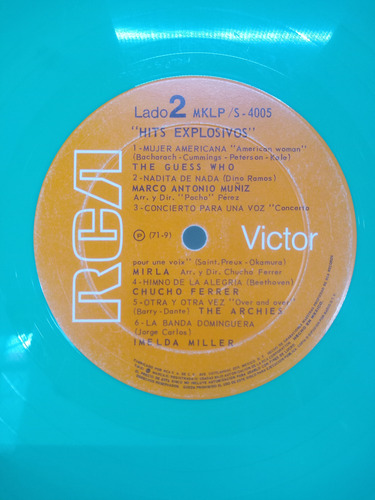 Lado 2 MKLP/S-4005
"HITS EXPLOSIVOS"
1-MUJER AMERICANA "American woman"
(Bacharach-Cummings-Peterson-Kale)
THE GUESS WHO
2-NADITA DE NADA (Dino Ramos)
MARCO ANTONIO MUÑIZ
Arr. y Dir. "Pocho" Pérez
3-CONCIERTO PARA UNA VOZ "Concerto
Ⓟ (71-9)
RCA
Victor
pour une voix" (Saint.Preux-Okamura)
MIRLA Arr. y Dir. Chucho Ferrer
4-HIMNO DE LA ALEGRIA (Beethoven)
CHUCHO FERRER
5-OTRA Y OTRA VEZ "Over and over"
(Barry-Dante) THE ARCHIES
6-LA BANDA DOMINGUERA
(Jorge Carlos)
IMELDA MILLER